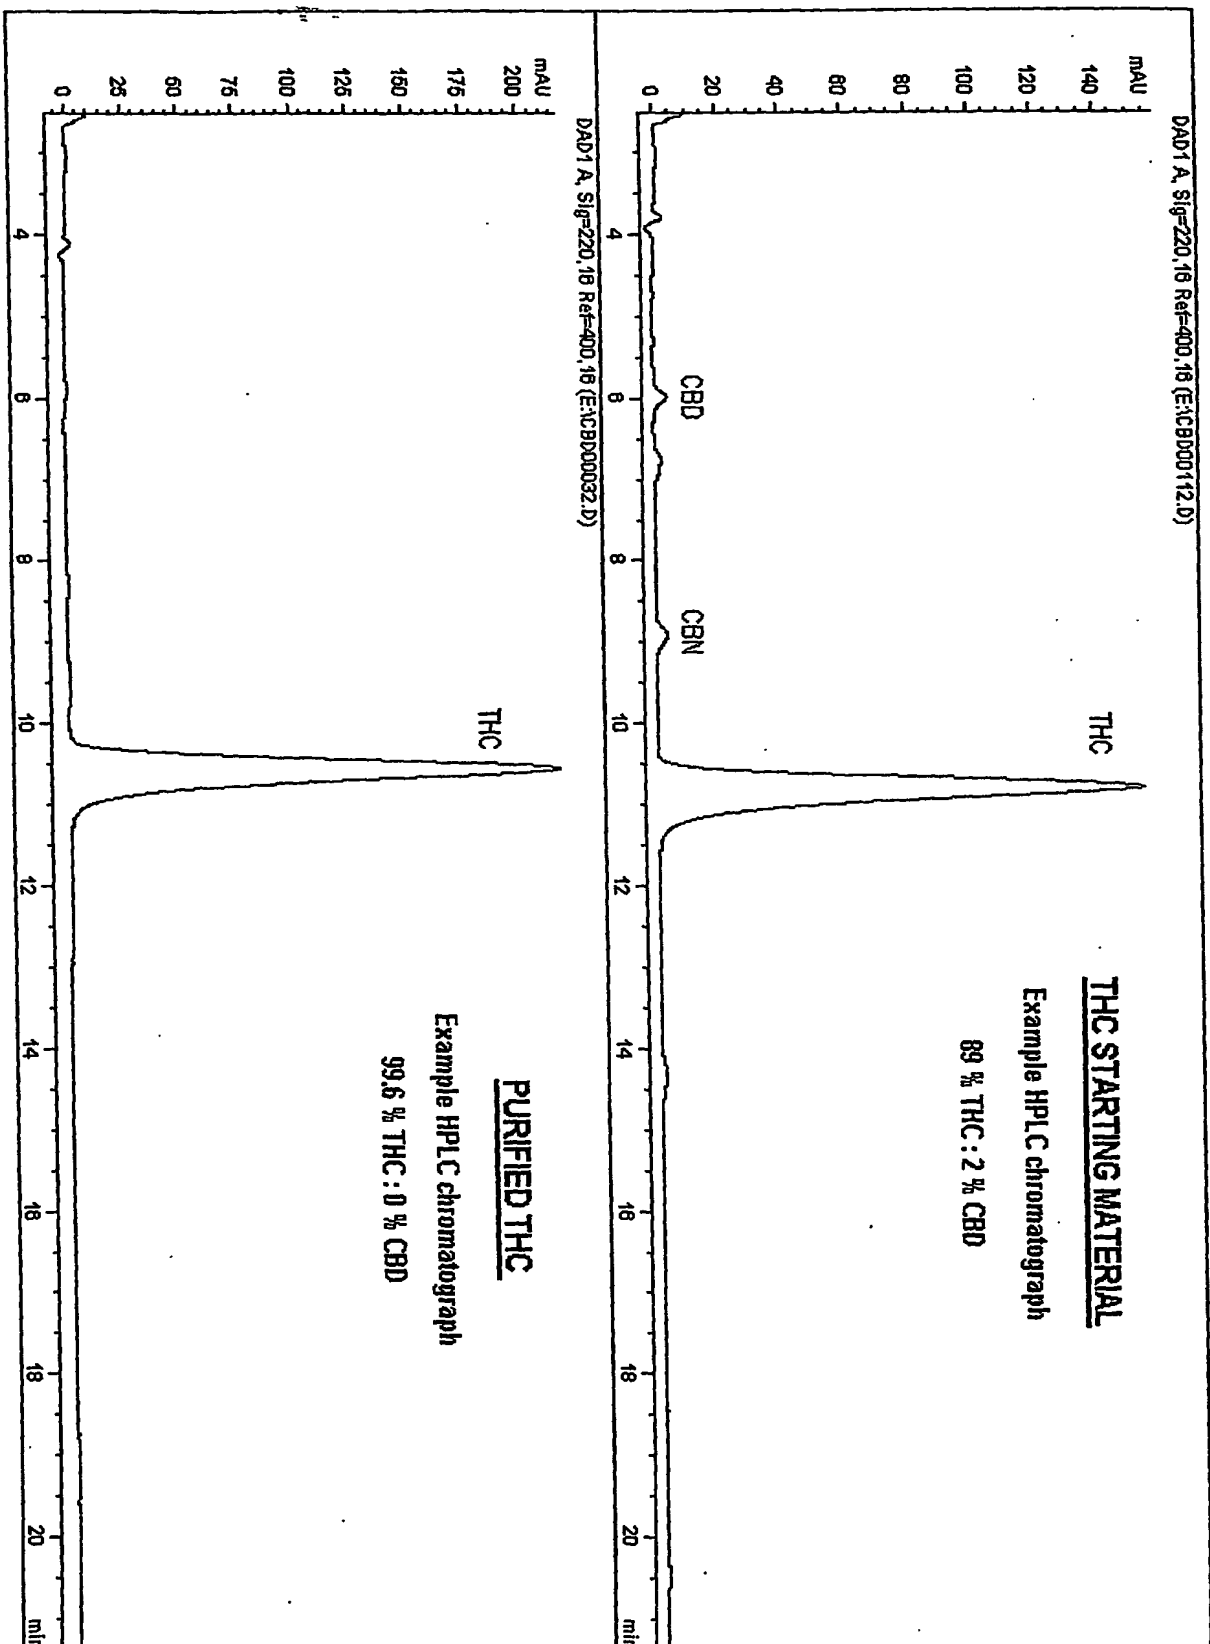 DAD1 A, Sig=220,16 Ref=400,16 (E:\CBD00112.D)
mAU
140
120
100
80
60
40
20
0
CBD
CBN
THC
THC STARTING MATERIAL
Example HPLC chromatograph
89 % THC : 2 % CBD
4 6 8 10 12 14 16 18 20 min
DAD1 A, Sig=220,16 Ref=400,16 (E:\CBD00032.D)
mAU
200
175
150
125
100
75
50
25
0
THC
PURIFIED THC
Example HPLC chromatograph
99.6 % THC : 0 % CBD
4 6 8 10 12 14 16 18 20 min